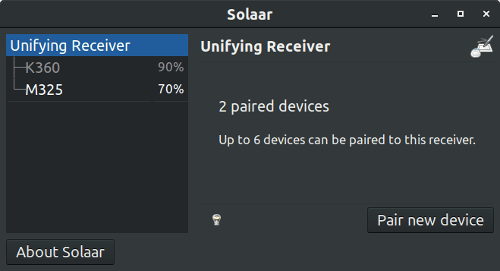 Solaar
Unifying Receiver
K360 90%
M325 70%
Unifying Receiver
2 paired devices
Up to 6 devices can be paired to this receiver.
Pair new device
About Solaar